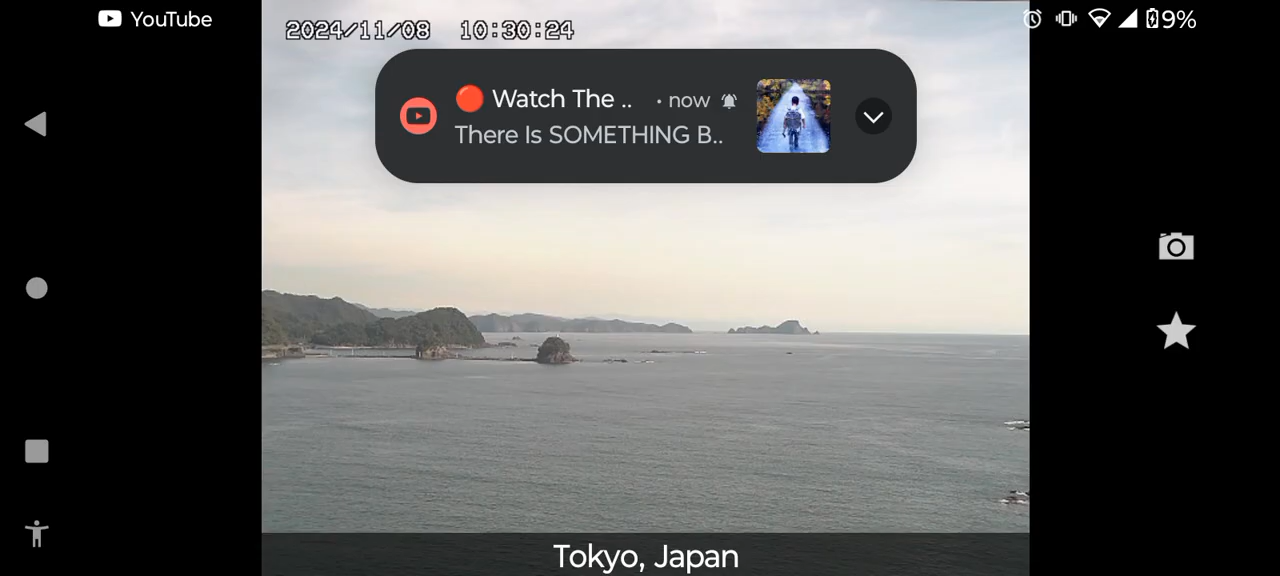 YouTube
9%
2024/11/08 10:30:24
🔴 Watch The .. • now
There Is SOMETHING B..
Tokyo, Japan